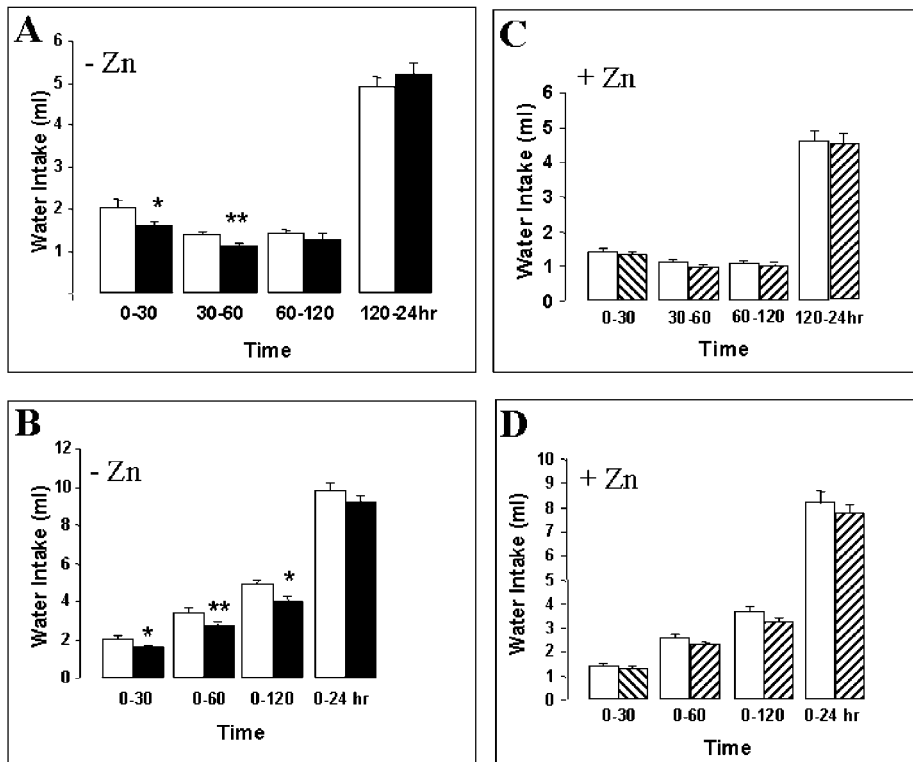 A
- Zn
Water Intake (ml)
6
5
4
3
2
1
*
**
0-30 30-60 60-120 120-24hr
Time
C
+ Zn
Water Intake (ml)
6
5
4
3
2
1
0
0-30 30-60 60-120 120-24hr
Time
B
- Zn
Water Intake (ml)
12
10
8
6
4
2
0
*
**
*
0-30 0-60 0-120 0-24 hr
Time
D
+ Zn
Water Intake (ml)
10
9
8
7
6
5
4
3
2
1
0
0-30 0-60 0-120 0-24 hr
Time